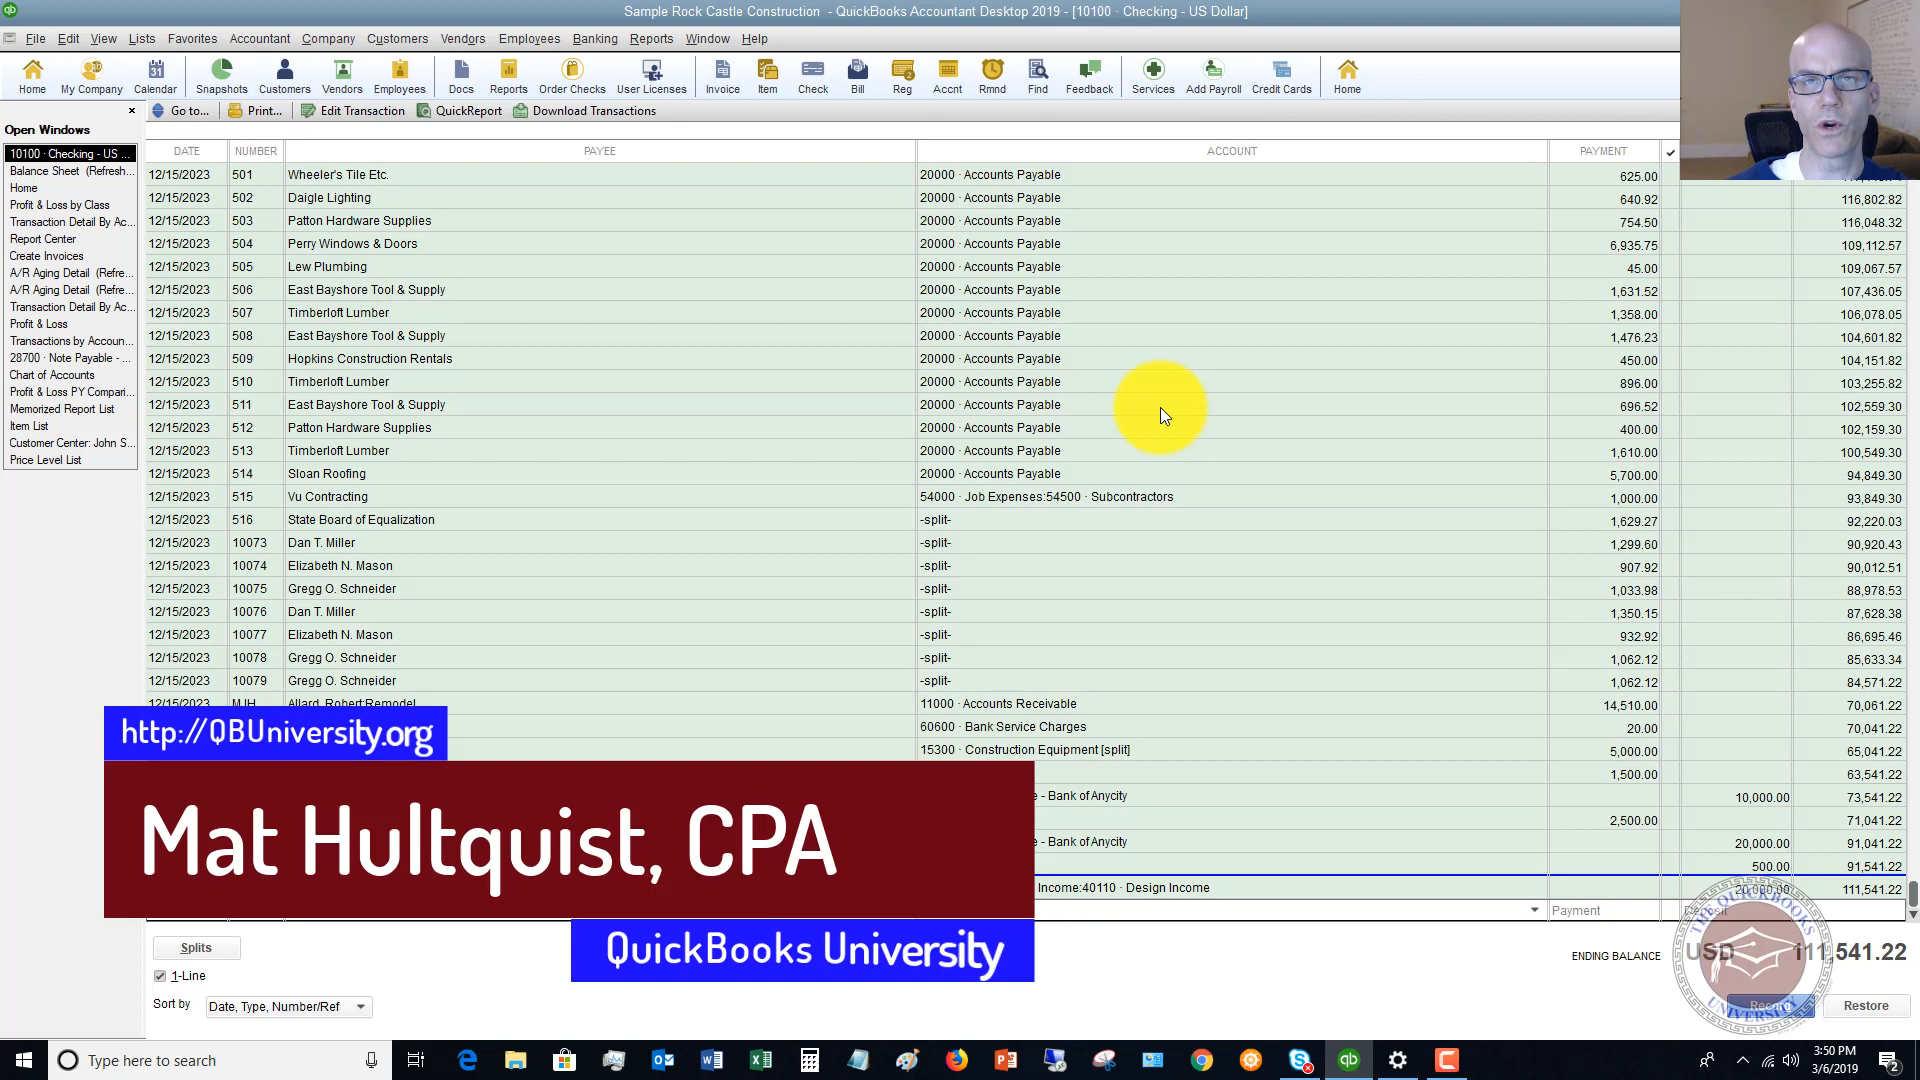 Sample Rock Castle Construction - QuickBooks Accountant Desktop 2019 - [10100 · Checking - US Dollar]
File Edit View Lists Favorites Accountant Company Customers Vendors Employees Banking Reports Window Help
Home My Company Calendar Snapshots Customers Vendors Employees Docs Reports Order Checks User Licenses Invoice Item Check Bill Reg Accnt Rmnd Find Feedback Services Add Payroll Credit Cards Home
Go to... Print... Edit Transaction QuickReport Download Transactions
Open Windows
10100 · Checking - US ...
Balance Sheet (Refresh...
Home
Profit & Loss by Class
Transaction Detail By Ac...
Report Center
Create Invoices
A/R Aging Detail (Refre...
A/R Aging Detail (Refre...
Transaction Detail By Ac...
Profit & Loss
Transactions by Accoun...
28700 · Note Payable - ...
Chart of Accounts
Profit & Loss PY Compari...
Memorized Report List
Item List
Customer Center: John S...
Price Level List
DATE NUMBER PAYEE ACCOUNT PAYMENT ✓
12/15/2023 501 Wheeler's Tile Etc. 20000 · Accounts Payable 625.00
12/15/2023 502 Daigle Lighting 20000 · Accounts Payable 640.92 116,802.82
12/15/2023 503 Patton Hardware Supplies 20000 · Accounts Payable 754.50 116,048.32
12/15/2023 504 Perry Windows & Doors 20000 · Accounts Payable 6,935.75 109,112.57
12/15/2023 505 Lew Plumbing 20000 · Accounts Payable 45.00 109,067.57
12/15/2023 506 East Bayshore Tool & Supply 20000 · Accounts Payable 1,631.52 107,436.05
12/15/2023 507 Timberloft Lumber 20000 · Accounts Payable 1,358.00 106,078.05
12/15/2023 508 East Bayshore Tool & Supply 20000 · Accounts Payable 1,476.23 104,601.82
12/15/2023 509 Hopkins Construction Rentals 20000 · Accounts Payable 450.00 104,151.82
12/15/2023 510 Timberloft Lumber 20000 · Accounts Payable 896.00 103,255.82
12/15/2023 511 East Bayshore Tool & Supply 20000 · Accounts Payable 696.52 102,559.30
12/15/2023 512 Patton Hardware Supplies 20000 · Accounts Payable 400.00 102,159.30
12/15/2023 513 Timberloft Lumber 20000 · Accounts Payable 1,610.00 100,549.30
12/15/2023 514 Sloan Roofing 20000 · Accounts Payable 5,700.00 94,849.30
12/15/2023 515 Vu Contracting 54000 · Job Expenses:54500 · Subcontractors 1,000.00 93,849.30
12/15/2023 516 State Board of Equalization -split- 1,629.27 92,220.03
12/15/2023 10073 Dan T. Miller -split- 1,299.60 90,920.43
12/15/2023 10074 Elizabeth N. Mason -split- 907.92 90,012.51
12/15/2023 10075 Gregg O. Schneider -split- 1,033.98 88,978.53
12/15/2023 10076 Dan T. Miller -split- 1,350.15 87,628.38
12/15/2023 10077 Elizabeth N. Mason -split- 932.92 86,695.46
12/15/2023 10078 Gregg O. Schneider -split- 1,062.12 85,633.34
12/15/2023 10079 Gregg O. Schneider -split- 1,062.12 84,571.22
12/15/2023 MJH Allard, Robert:Remodel 11000 · Accounts Receivable 14,510.00 70,061.22
60600 · Bank Service Charges 20.00 70,041.22
15300 · Construction Equipment [split] 5,000.00 65,041.22
1,500.00 63,541.22
- Bank of Anycity 10,000.00 73,541.22
2,500.00 71,041.22
- Bank of Anycity 20,000.00 91,041.22
500.00 91,541.22
Income:40110 · Design Income 20,000.00 111,541.22
Payment Deposit
http://QBUniversity.org
Mat Hultquist, CPA
QuickBooks University
Splits
1-Line
Sort by Date, Type, Number/Ref
ENDING BALANCE USD 111,541.22
Record Restore
THE QUICKBOOKS UNIVERSITY
Type here to search
3:50 PM
3/6/2019
2